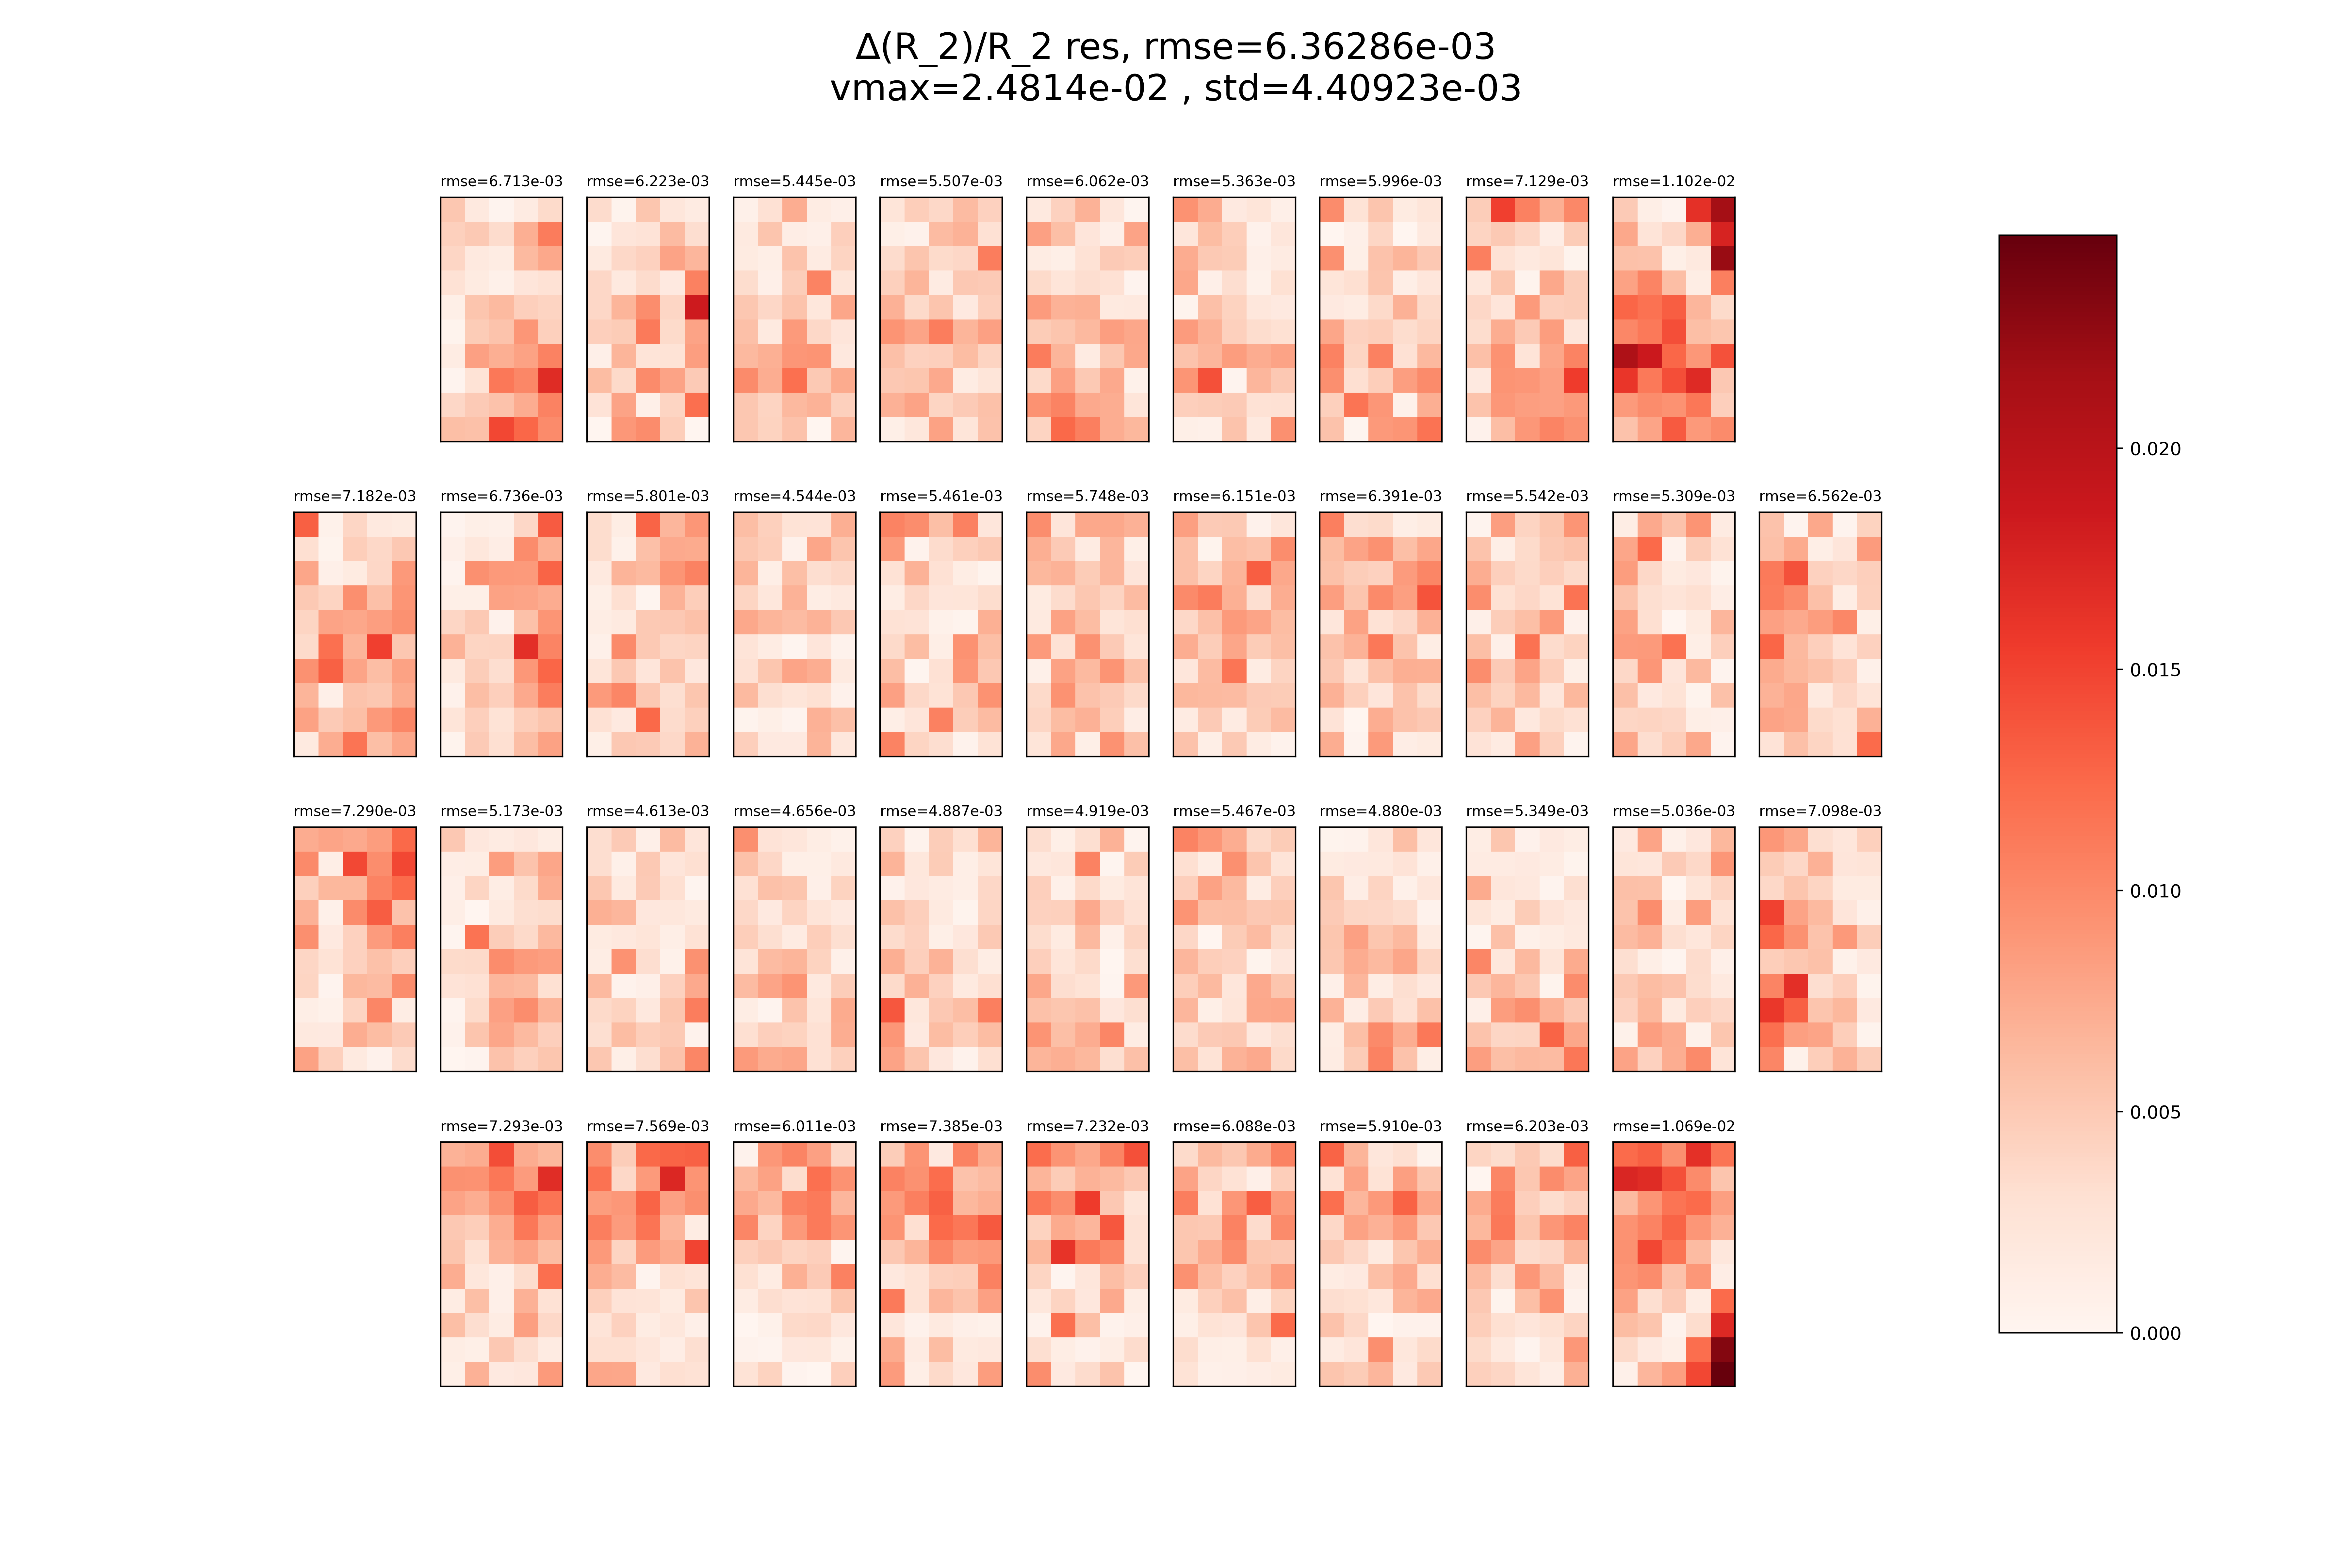 Δ(R_2)/R_2 res, rmse=6.36286e-03
vmax=2.4814e-02 , std=4.40923e-03
rmse=6.713e-03 rmse=6.223e-03 rmse=5.445e-03 rmse=5.507e-03 rmse=6.062e-03 rmse=5.363e-03 rmse=5.996e-03 rmse=7.129e-03 rmse=1.102e-02
rmse=7.182e-03 rmse=6.736e-03 rmse=5.801e-03 rmse=4.544e-03 rmse=5.461e-03 rmse=5.748e-03 rmse=6.151e-03 rmse=6.391e-03 rmse=5.542e-03 rmse=5.309e-03 rmse=6.562e-03
rmse=7.290e-03 rmse=5.173e-03 rmse=4.613e-03 rmse=4.656e-03 rmse=4.887e-03 rmse=4.919e-03 rmse=5.467e-03 rmse=4.880e-03 rmse=5.349e-03 rmse=5.036e-03 rmse=7.098e-03
rmse=7.293e-03 rmse=7.569e-03 rmse=6.011e-03 rmse=7.385e-03 rmse=7.232e-03 rmse=6.088e-03 rmse=5.910e-03 rmse=6.203e-03 rmse=1.069e-02
0.020
0.015
0.010
0.005
0.000